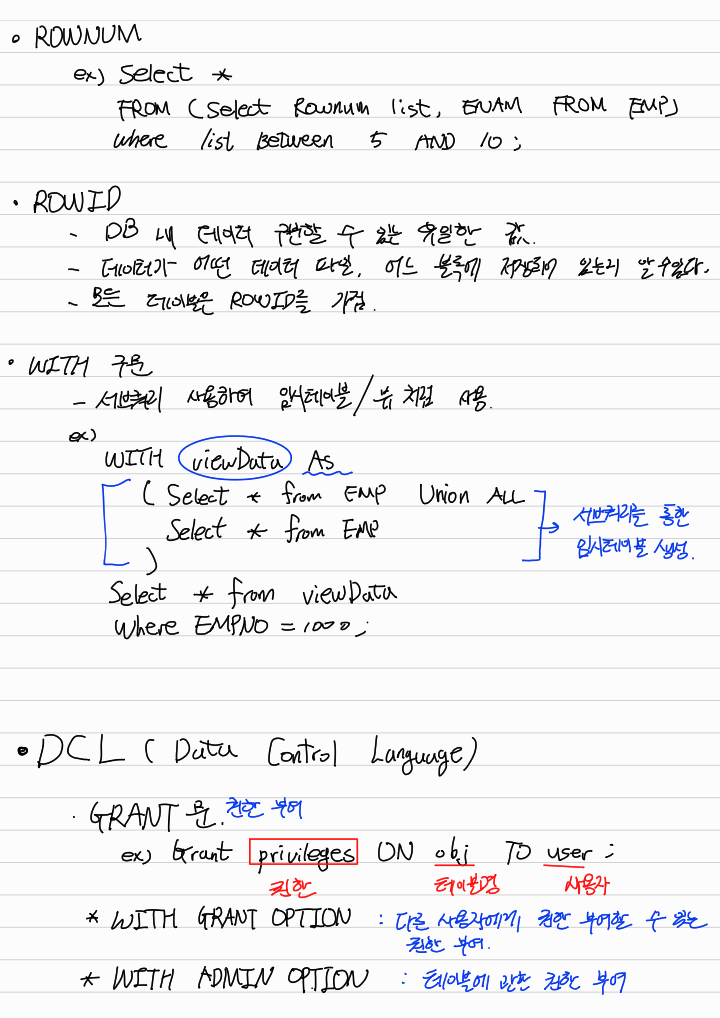 • ROWNUM
ex) Select *
FROM (Select Rownum list, ENAM FROM EMP)
where list Between 5 AND 10 ;
• ROWID
- DB 내 데이터 구분할 수 있는 유일한 값.
- 데이터가 어떤 데이터 파일, 어느 블록에 저장되어 있는지 알 수 있다.
- 모든 테이블은 ROWID를 가짐.
• WITH 구문
- 서브쿼리 사용하여 임시테이블/뷰 처럼 사용.
ex)
WITH viewData As
( Select * from EMP Union ALL
Select * from EMP
)
서브쿼리를 통한
임시테이블 생성.
Select * from viewData
Where EMPNO = 1000;
• DCL (Data Control Language)
· GRANT 문. 권한 부여
ex) Grant privileges ON obj TO user ;
권한 테이블명 사용자
* WITH GRANT OPTION : 다른 사용자에게 권한 부여할 수 있는
권한 부여.
* WITH ADMIN OPTION : 테이블에 관한 권한 부여